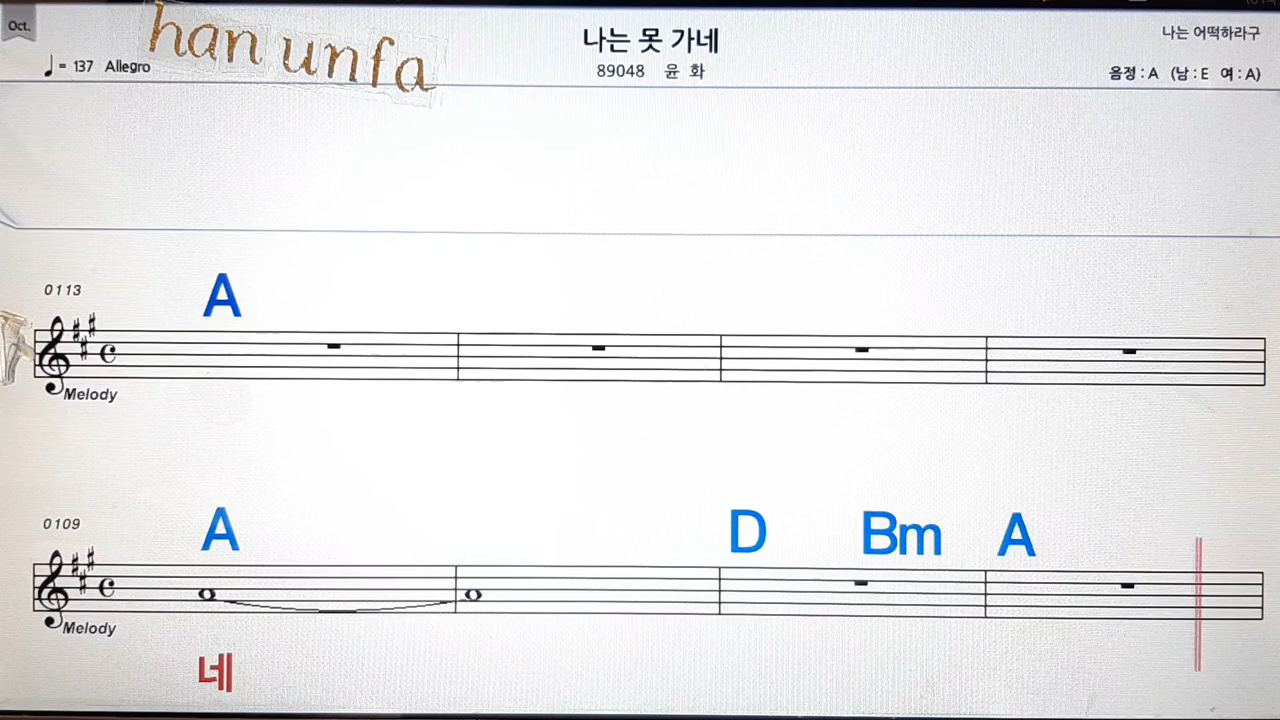 Oct.
han unfa
♩= 137 Allegro
나는 못 가네
89048 윤 화
나는 어떡하라구
음정 : A (남 : E 여 : A)
0113
A
Melody
0109
A D Bm A
Melody
네